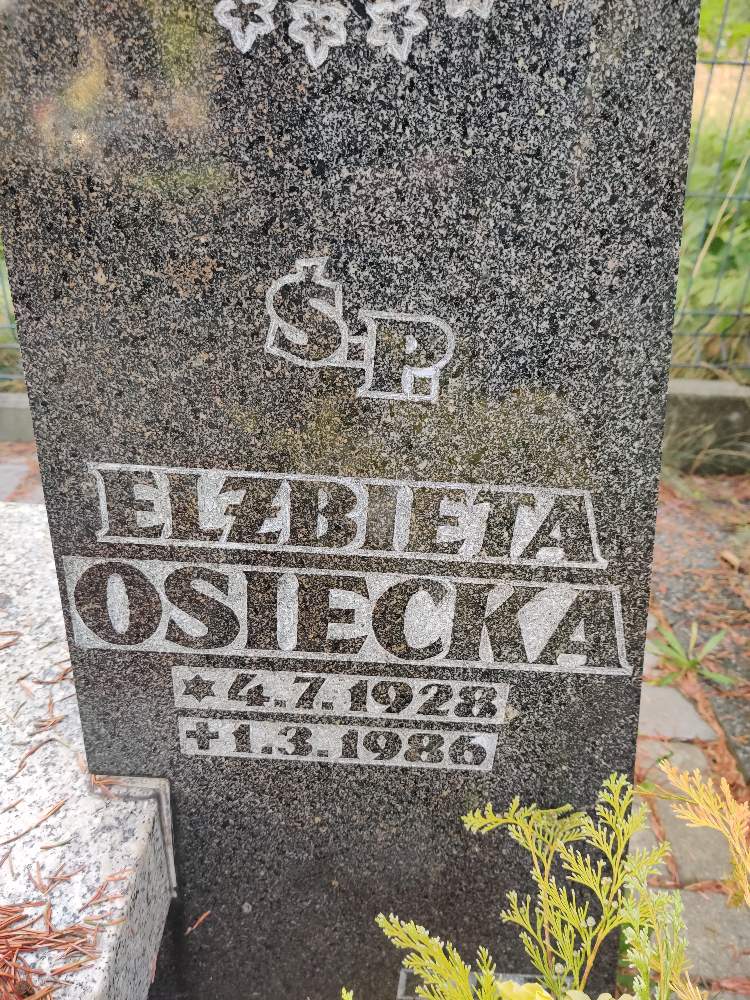 Ś.P.
ELŻBIETA
OSIECKA
★ 4.7.1928
+ 1.3.1986